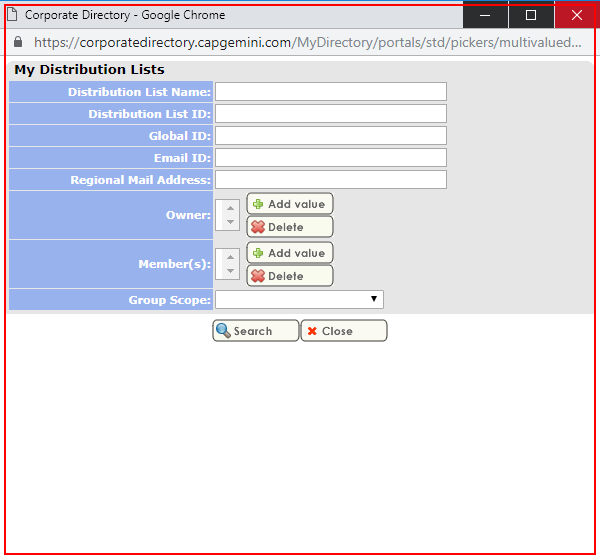 Corporate Directory - Google Chrome
https://corporatedirectory.capgemini.com/MyDirectory/portals/std/pickers/multivalued...
My Distribution Lists
Distribution List Name:
Distribution List ID:
Global ID:
Email ID:
Regional Mail Address:
Owner:
Add value
Delete
Member(s):
Add value
Delete
Group Scope:
Search Close